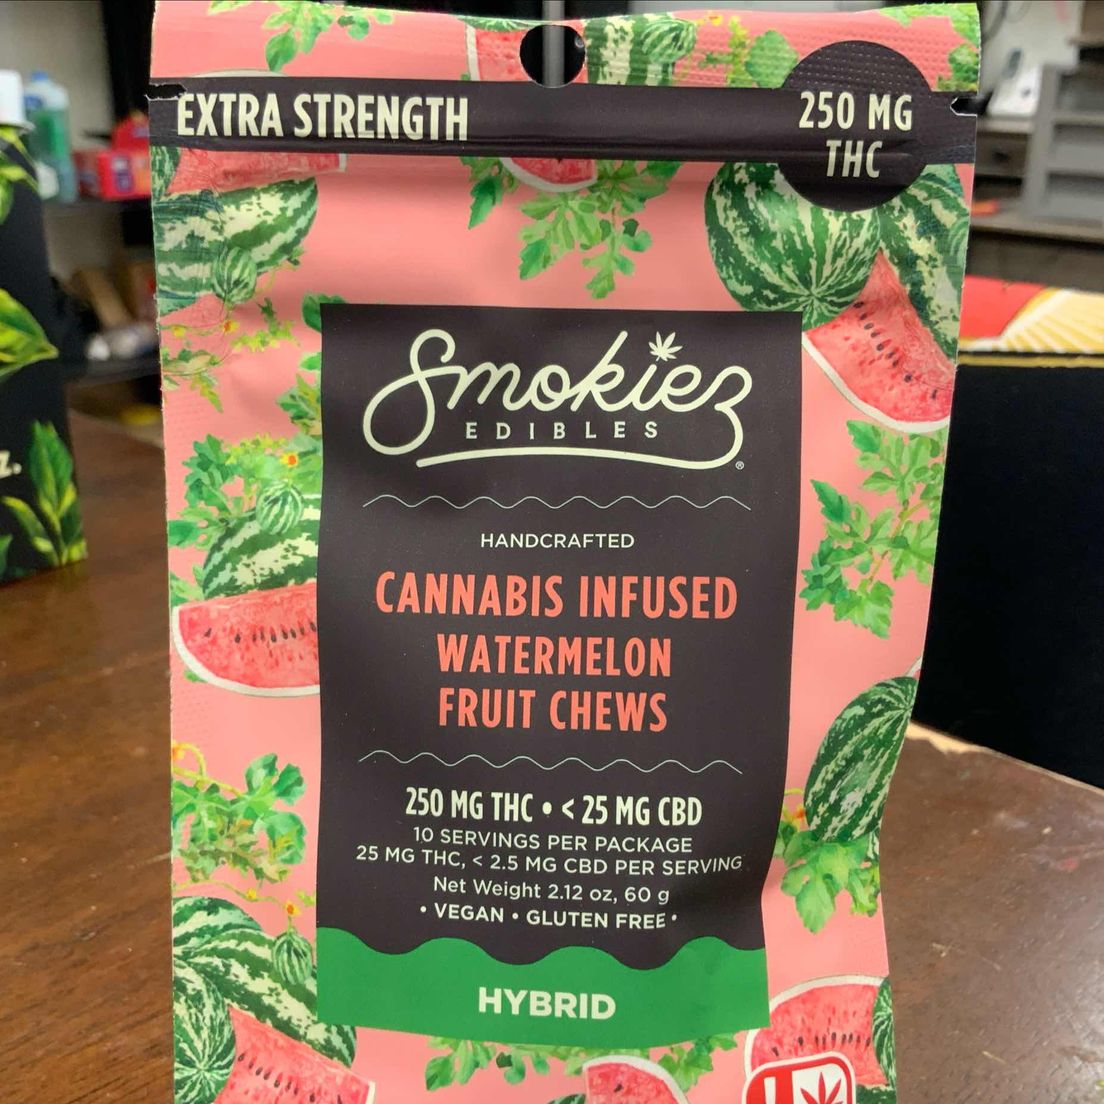 EXTRA STRENGTH
250 MG
THC
Smokiez
EDIBLES
®
HANDCRAFTED
CANNABIS INFUSED
WATERMELON
FRUIT CHEWS
250 MG THC • < 25 MG CBD
10 SERVINGS PER PACKAGE
25 MG THC, < 2.5 MG CBD PER SERVING
Net Weight 2.12 oz, 60 g
• VEGAN • GLUTEN FREE •
HYBRID
z.